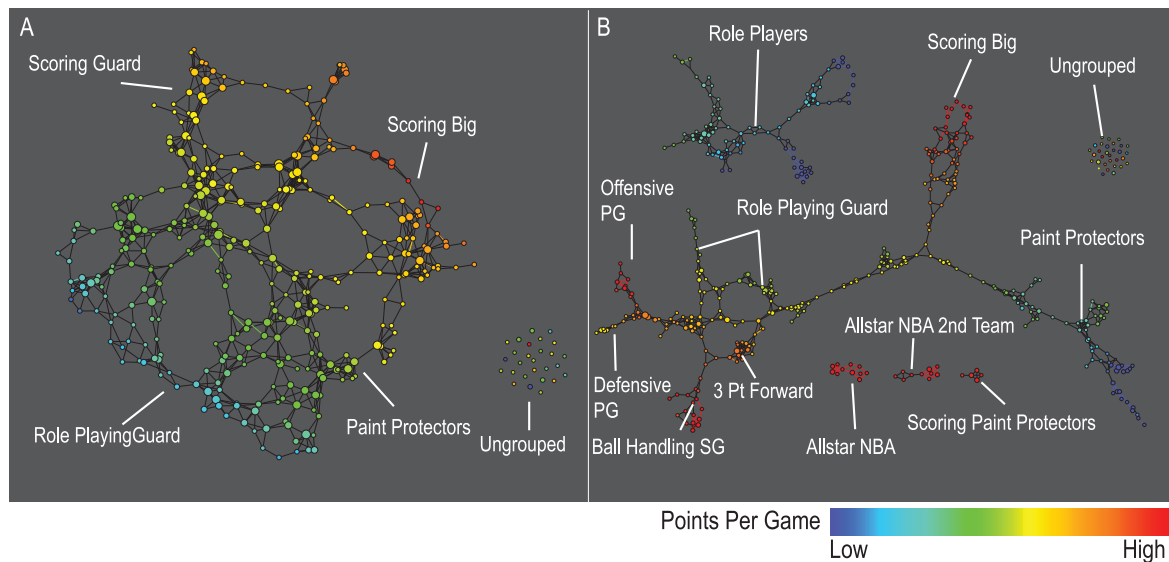 A
Scoring Guard
Scoring Big
Role PlayingGuard
Paint Protectors
Ungrouped
B
Role Players
Scoring Big
Ungrouped
Offensive
PG
Role Playing Guard
Paint Protectors
Allstar NBA 2nd Team
Defensive
PG
3 Pt Forward
Ball Handling SG
Allstar NBA
Scoring Paint Protectors
Points Per Game
Low
High